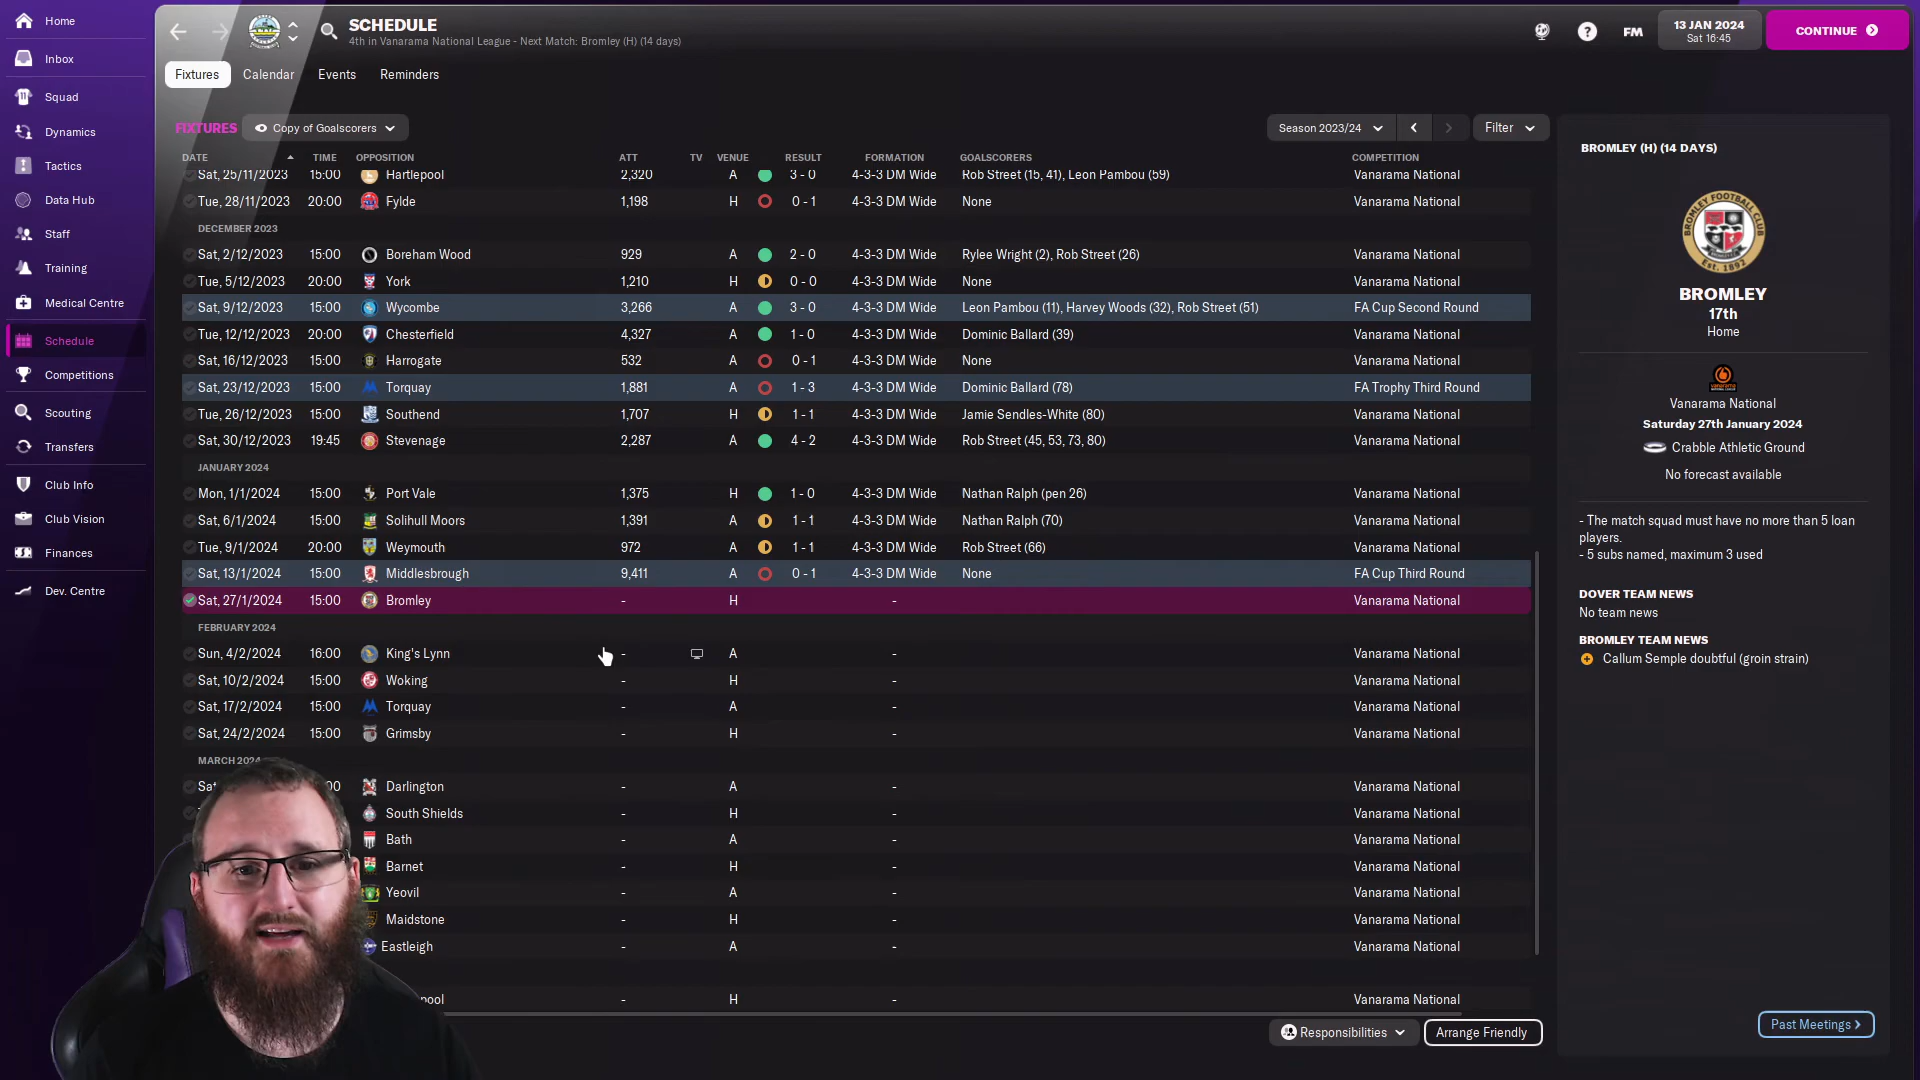 Home
Inbox
Squad
Dynamics
Tactics
Data Hub
Staff
Training
Medical Centre
Schedule
Competitions
Scouting
Transfers
Club Info
Club Vision
Finances
Dev. Centre
SCHEDULE
4th in Vanarama National League - Next Match: Bromley (H) (14 days)
? FM 13 JAN 2024 Sat 16:45 CONTINUE
Fixtures Calendar Events Reminders
FIXTURES Copy of Goalscorers Season 2023/24 Filter
DATE TIME OPPOSITION ATT TV VENUE RESULT FORMATION GOALSCORERS COMPETITION
Sat, 25/11/2023 15:00 Hartlepool 2,320 A 3 - 0 4-3-3 DM Wide Rob Street (15, 41), Leon Pambou (59) Vanarama National
Tue, 28/11/2023 20:00 Fylde 1,198 H 0 - 1 4-3-3 DM Wide None Vanarama National
DECEMBER 2023
Sat, 2/12/2023 15:00 Boreham Wood 929 A 2 - 0 4-3-3 DM Wide Rylee Wright (2), Rob Street (26) Vanarama National
Tue, 5/12/2023 15:00 York 1,210 H 0 - 0 4-3-3 DM Wide None Vanarama National
Sat, 9/12/2023 15:00 Wycombe 3,266 A 3 - 0 4-3-3 DM Wide Leon Pambou (11), Harvey Woods (32), Rob Street (51) FA Cup Second Round
Tue, 12/12/2023 20:00 Chesterfield 4,327 A 1 - 0 4-3-3 DM Wide Dominic Ballard (39) Vanarama National
Sat, 16/12/2023 15:00 Harrogate 532 A 0 - 1 4-3-3 DM Wide None Vanarama National
Sat, 23/12/2023 15:00 Torquay 1,881 A 1 - 3 4-3-3 DM Wide Dominic Ballard (78) FA Trophy Third Round
Tue, 26/12/2023 15:00 Southend 1,707 H 1 - 1 4-3-3 DM Wide Jamie Sendles-White (80) Vanarama National
Sat, 30/12/2023 19:45 Stevenage 2,287 A 4 - 2 4-3-3 DM Wide Rob Street (45, 53, 73, 80) Vanarama National
JANUARY 2024
Mon, 1/1/2024 15:00 Port Vale 1,375 H 1 - 0 4-3-3 DM Wide Nathan Ralph (pen 26) Vanarama National
Sat, 6/1/2024 15:00 Solihull Moors 1,391 A 1 - 1 4-3-3 DM Wide Nathan Ralph (70) Vanarama National
Tue, 9/1/2024 20:00 Weymouth 972 A 1 - 1 4-3-3 DM Wide Rob Street (66) Vanarama National
Sat, 13/1/2024 15:00 Middlesbrough 9,411 A 0 - 1 4-3-3 DM Wide None FA Cup Third Round
Sat, 27/1/2024 15:00 Bromley - H - Vanarama National
FEBRUARY 2024
Sun, 4/2/2024 16:00 King's Lynn - A - Vanarama National
Sat, 10/2/2024 15:00 Woking - H - Vanarama National
Sat, 17/2/2024 15:00 Torquay - A - Vanarama National
Sat, 24/2/2024 15:00 Grimsby - H - Vanarama National
MARCH 2024
Darlington - A - Vanarama National
South Shields - H - Vanarama National
Bath - A - Vanarama National
Barnet - H - Vanarama National
Yeovil - A - Vanarama National
Maidstone - H - Vanarama National
Eastleigh - A - Vanarama National
- H - Vanarama National
Responsibilities Arrange Friendly
BROMLEY (H) (14 DAYS)
BROMLEY FOOTBALL CLUB
Est. 1892
BROMLEY
17th
Home
Vanarama National
Saturday 27th January 2024
Crabble Athletic Ground
No forecast available
- The match squad must have no more than 5 loan
players.
- 5 subs named, maximum 3 used
DOVER TEAM NEWS
No team news
BROMLEY TEAM NEWS
Callum Semple doubtful (groin strain)
Past Meetings >